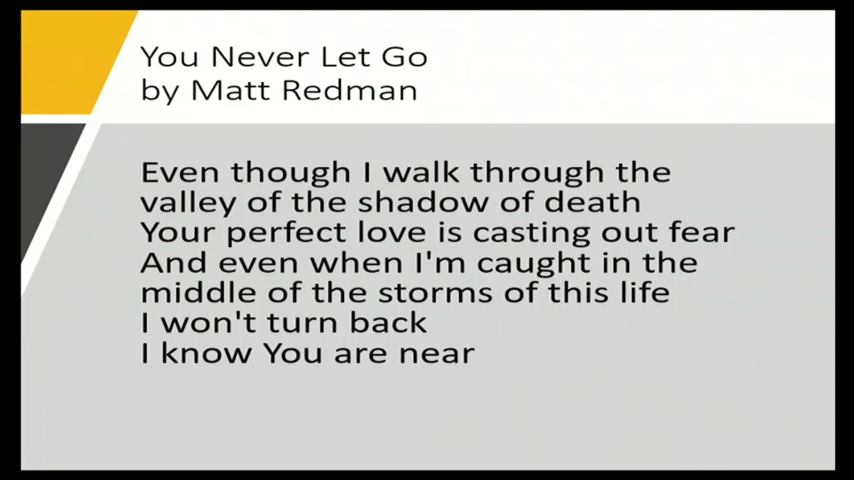 You Never Let Go
by Matt Redman
Even though I walk through the
valley of the shadow of death
Your perfect love is casting out fear
And even when I'm caught in the
middle of the storms of this life
I won't turn back
I know You are near